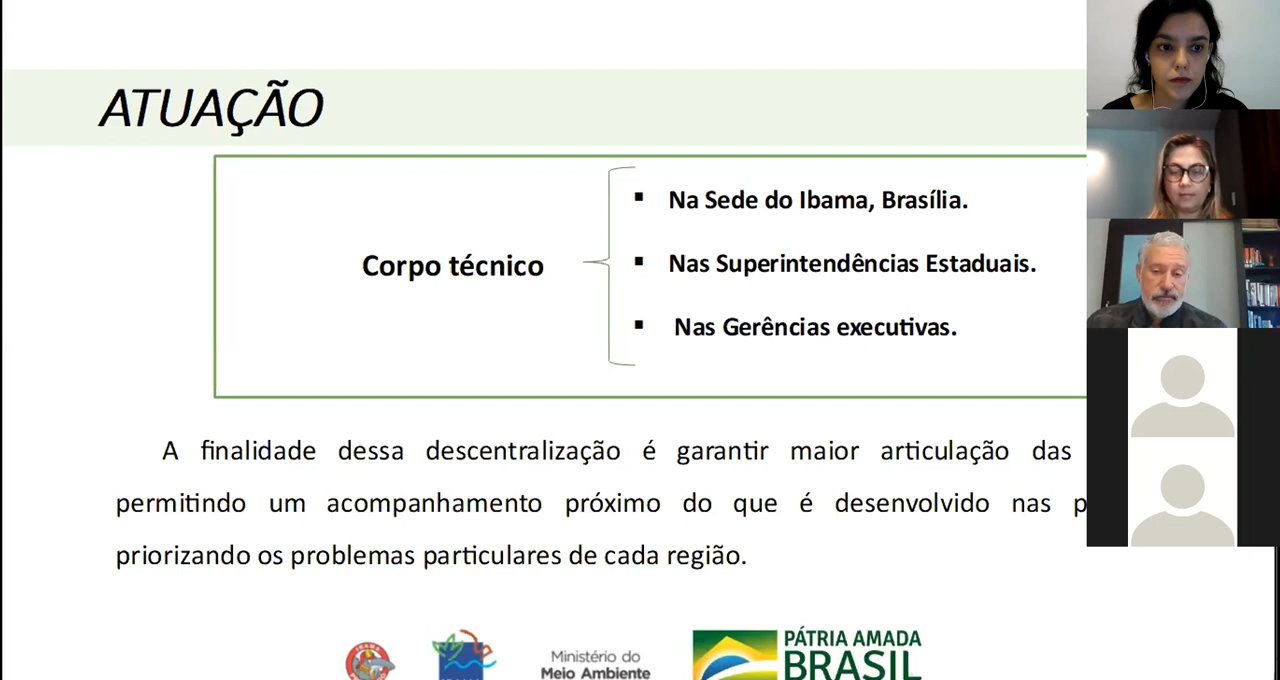 ATUAÇÃO
Corpo técnico
▪ Na Sede do Ibama, Brasília.
▪ Nas Superintendências Estaduais.
▪ Nas Gerências executivas.
A finalidade dessa descentralização é garantir maior articulação das
permitindo um acompanhamento próximo do que é desenvolvido nas
priorizando os problemas particulares de cada região.
Ministério do
Meio Ambiente
PÁTRIA AMADA
BRASIL